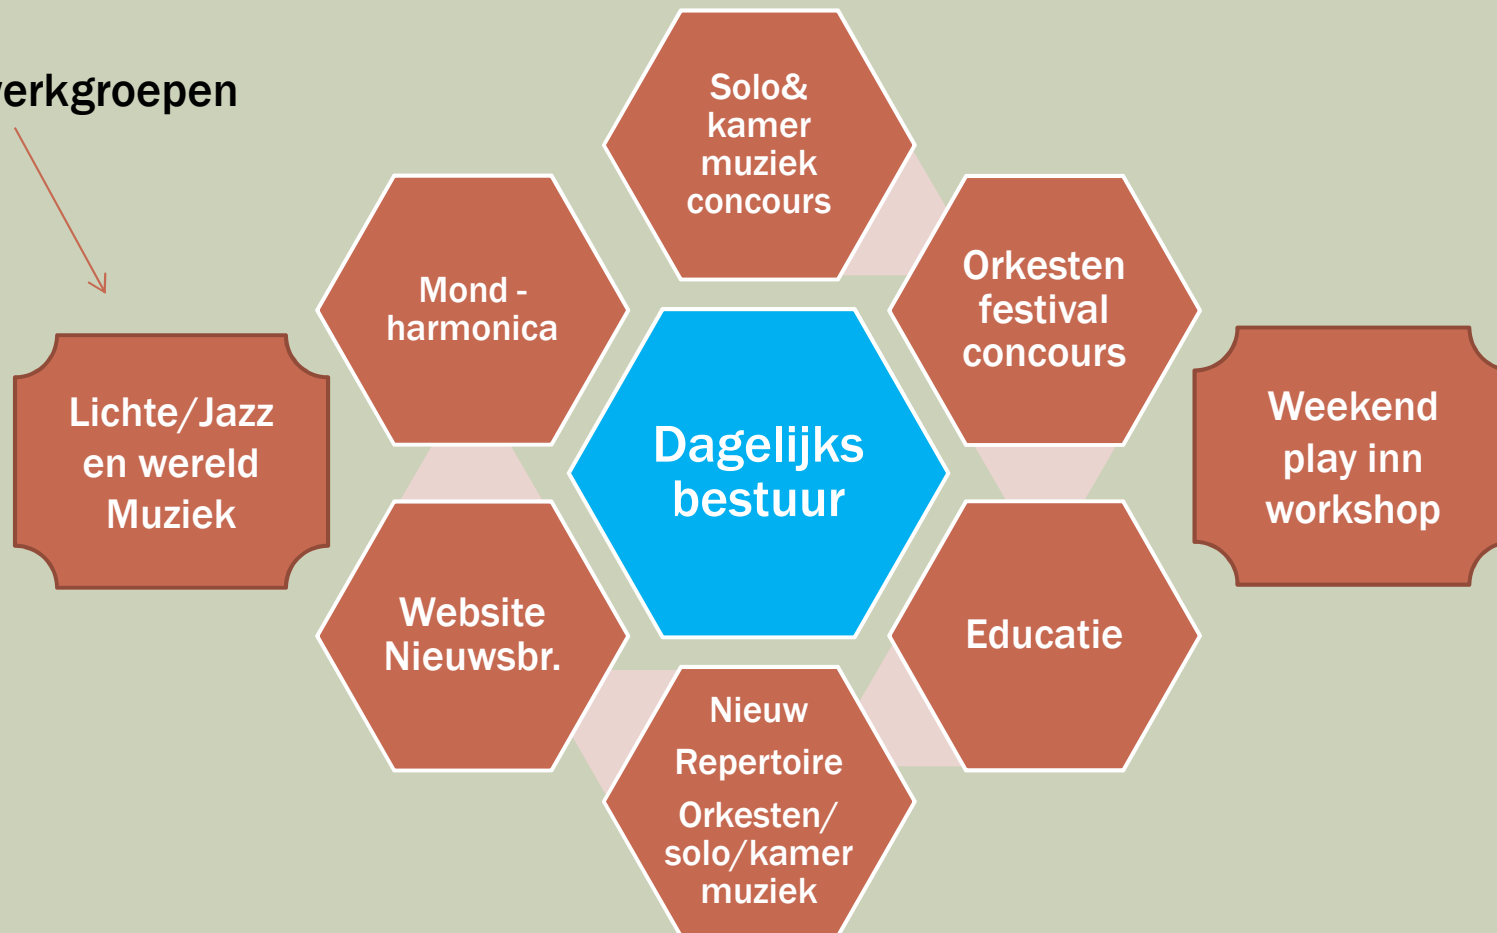 werkgroepen
Solo&
kamer
muziek
concours
Mond -
harmonica
Orkesten
festival
concours
Lichte/Jazz
en wereld
Muziek
Dagelijks
bestuur
Weekend
play inn
workshop
Website
Nieuwsbr.
Educatie
Nieuw
Repertoire
Orkesten/
solo/kamer
muziek